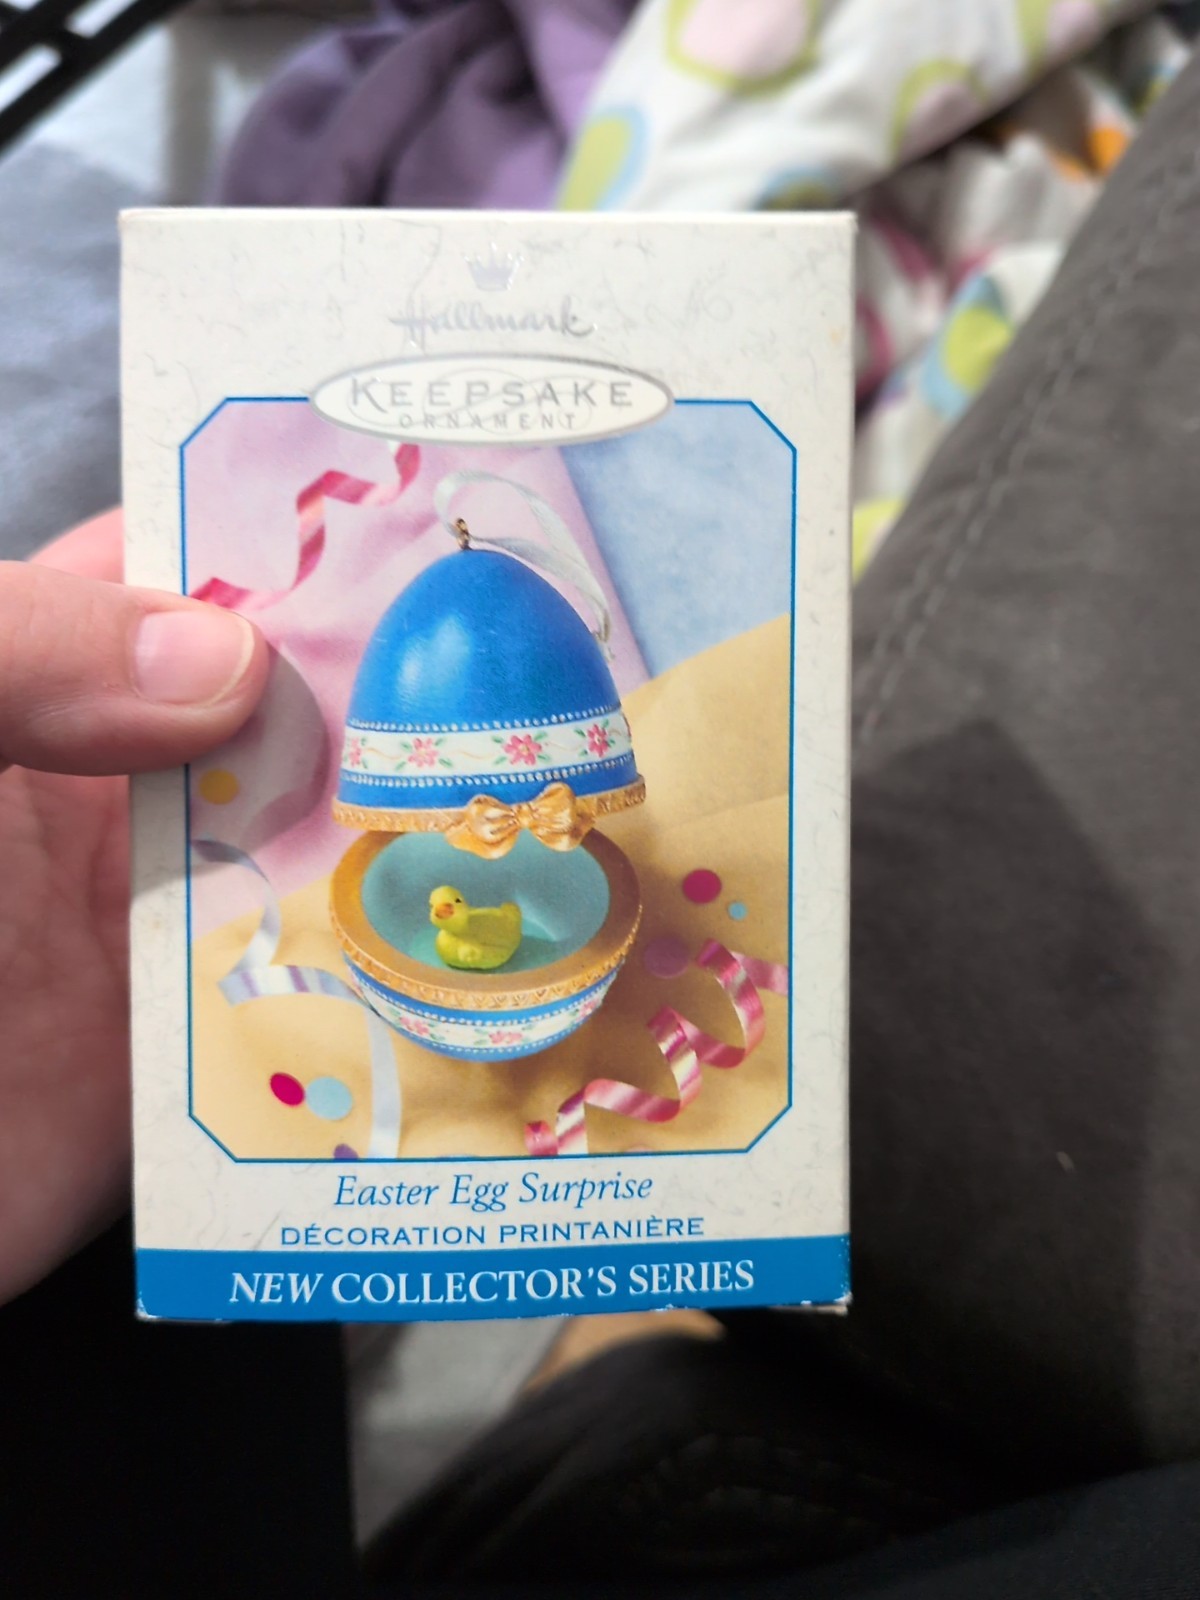 Hallmark
KEEPSAKE
ORNAMENT
Easter Egg Surprise
DÉCORATION PRINTANIÈRE
NEW COLLECTOR'S SERIES